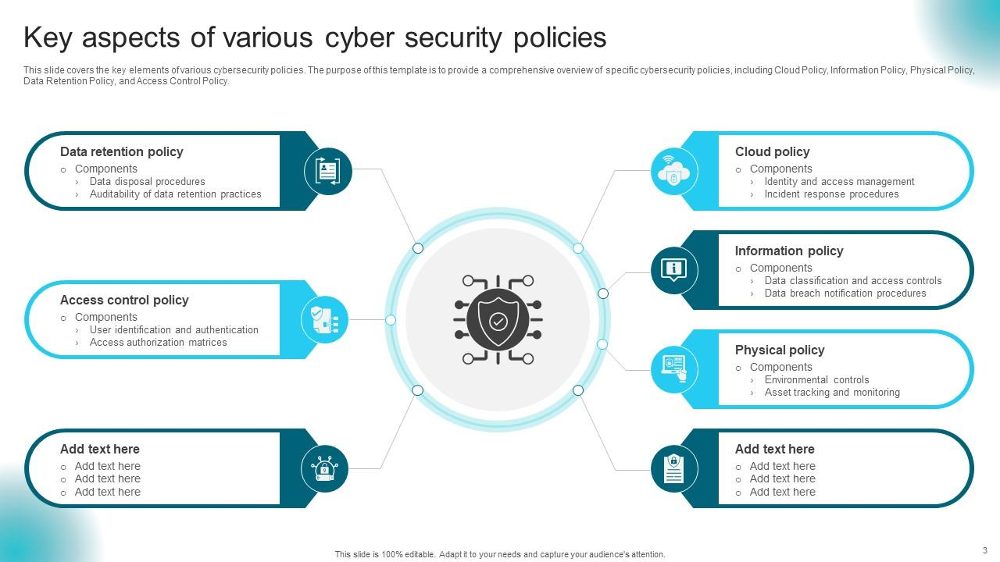 Key aspects of various cyber security policies
This slide covers the key elements of various cybersecurity policies. The purpose of this template is to provide a comprehensive overview of specific cybersecurity policies, including Cloud Policy, Information Policy, Physical Policy,
Data Retention Policy, and Access Control Policy.
Data retention policy
o Components
› Data disposal procedures
› Auditability of data retention practices
Access control policy
o Components
› User identification and authentication
› Access authorization matrices
Add text here
o Add text here
o Add text here
o Add text here
Cloud policy
o Components
› Identity and access management
› Incident response procedures
Information policy
o Components
› Data classification and access controls
› Data breach notification procedures
Physical policy
o Components
› Environmental controls
› Asset tracking and monitoring
Add text here
o Add text here
o Add text here
o Add text here
This slide is 100% editable. Adapt it to your needs and capture your audience's attention.
3